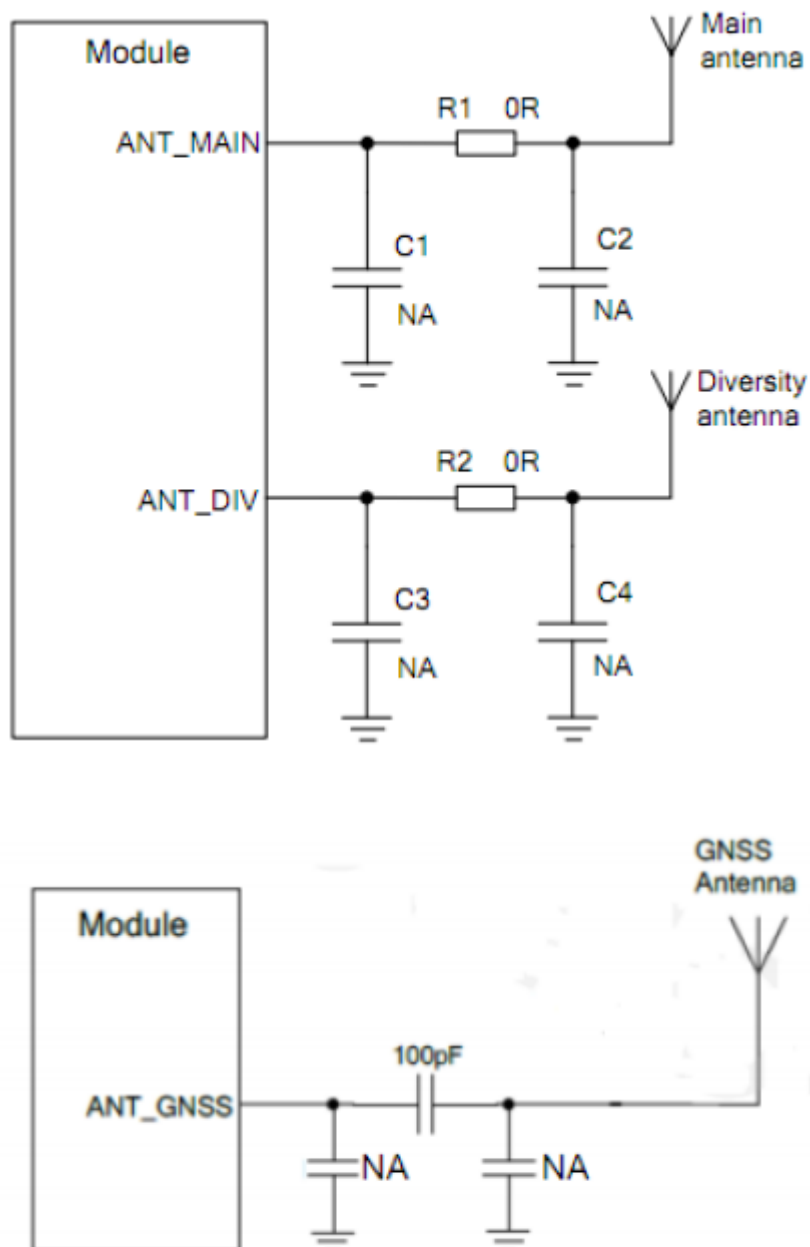 Module
Main
antenna
R1 0R
ANT_MAIN
C1
C2
NA
NA
Diversity
antenna
R2 0R
ANT_DIV
C3
C4
NA
NA
GNSS
Antenna
Module
100pF
ANT_GNSS
NA
NA